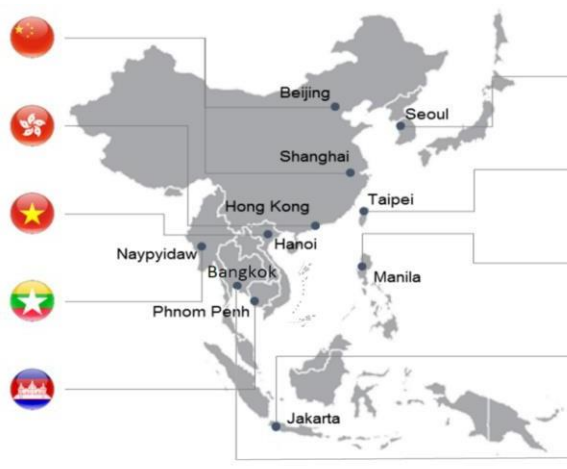 Beijing
Seoul
Shanghai
Hong Kong
Taipei
Hanoi
Naypyidaw
Bangkok
Manila
Phnom Penh
Jakarta